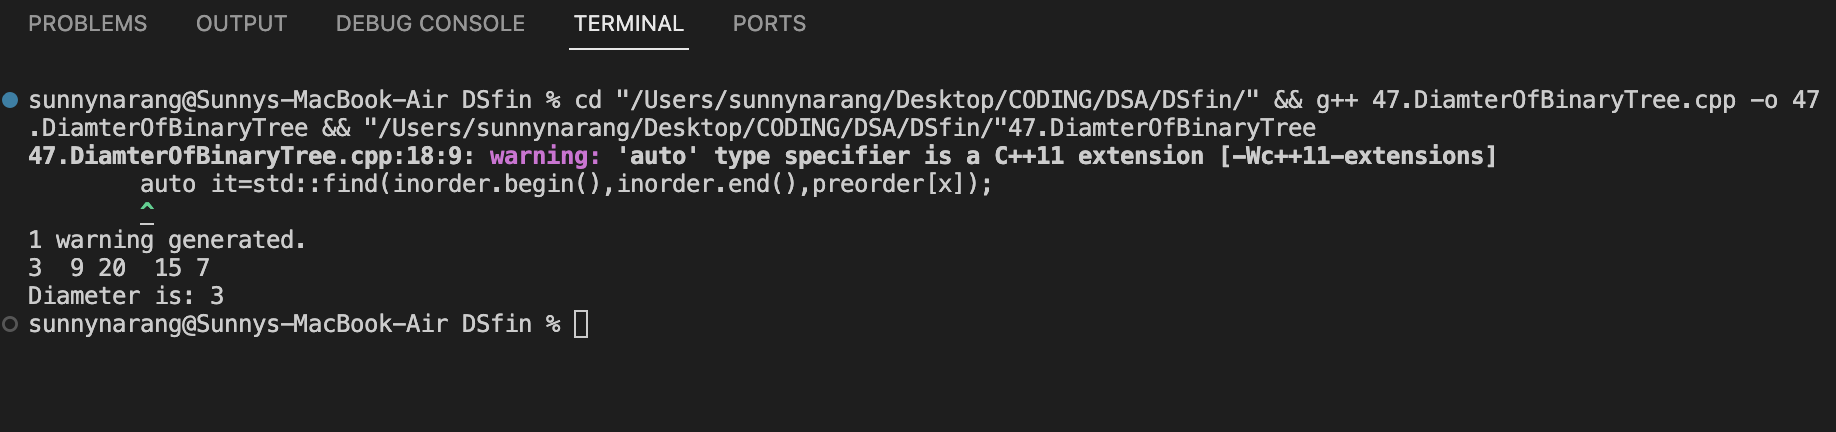 PROBLEMS OUTPUT DEBUG CONSOLE TERMINAL PORTS
sunnynarang@Sunnys-MacBook-Air DSfin % cd "/Users/sunnynarang/Desktop/CODING/DSA/DSfin/" && g++ 47.DiamterOfBinaryTree.cpp -o 47
.DiamterOfBinaryTree && "/Users/sunnynarang/Desktop/CODING/DSA/DSfin/"47.DiamterOfBinaryTree
47.DiamterOfBinaryTree.cpp:18:9: warning: 'auto' type specifier is a C++11 extension [-Wc++11-extensions]
        auto it=std::find(inorder.begin(),inorder.end(),preorder[x]);
        ^
1 warning generated.
3  9 20  15 7
Diameter is: 3
sunnynarang@Sunnys-MacBook-Air DSfin %